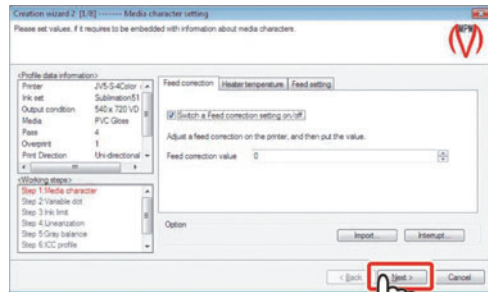 Creation wizard 2 [1/8] ------- Media character setting
Please set values, if it requires to be embedded with information about media characters.
MPW
<Profile data information>
Printer JV5-S-4Color
Ink set Sublimation51
Output condition 540 x 720 VD
Media PVC Gloss
Pass 4
Overprint 1
Print Direction Uni-directional
<Working steps>
Step 1:Media character
Step 2:Variable dot
Step 3:Ink limit
Step 4:Linearization
Step 5:Gray balance
Step 6:ICC profile
Feed correction Heater temperature Feed setting
Switch a Feed correction setting on/off
Adjust a feed correction on the printer, and then put the value.
Feed correction value 0
Option
Import... Interrupt...
< Back Next > Cancel